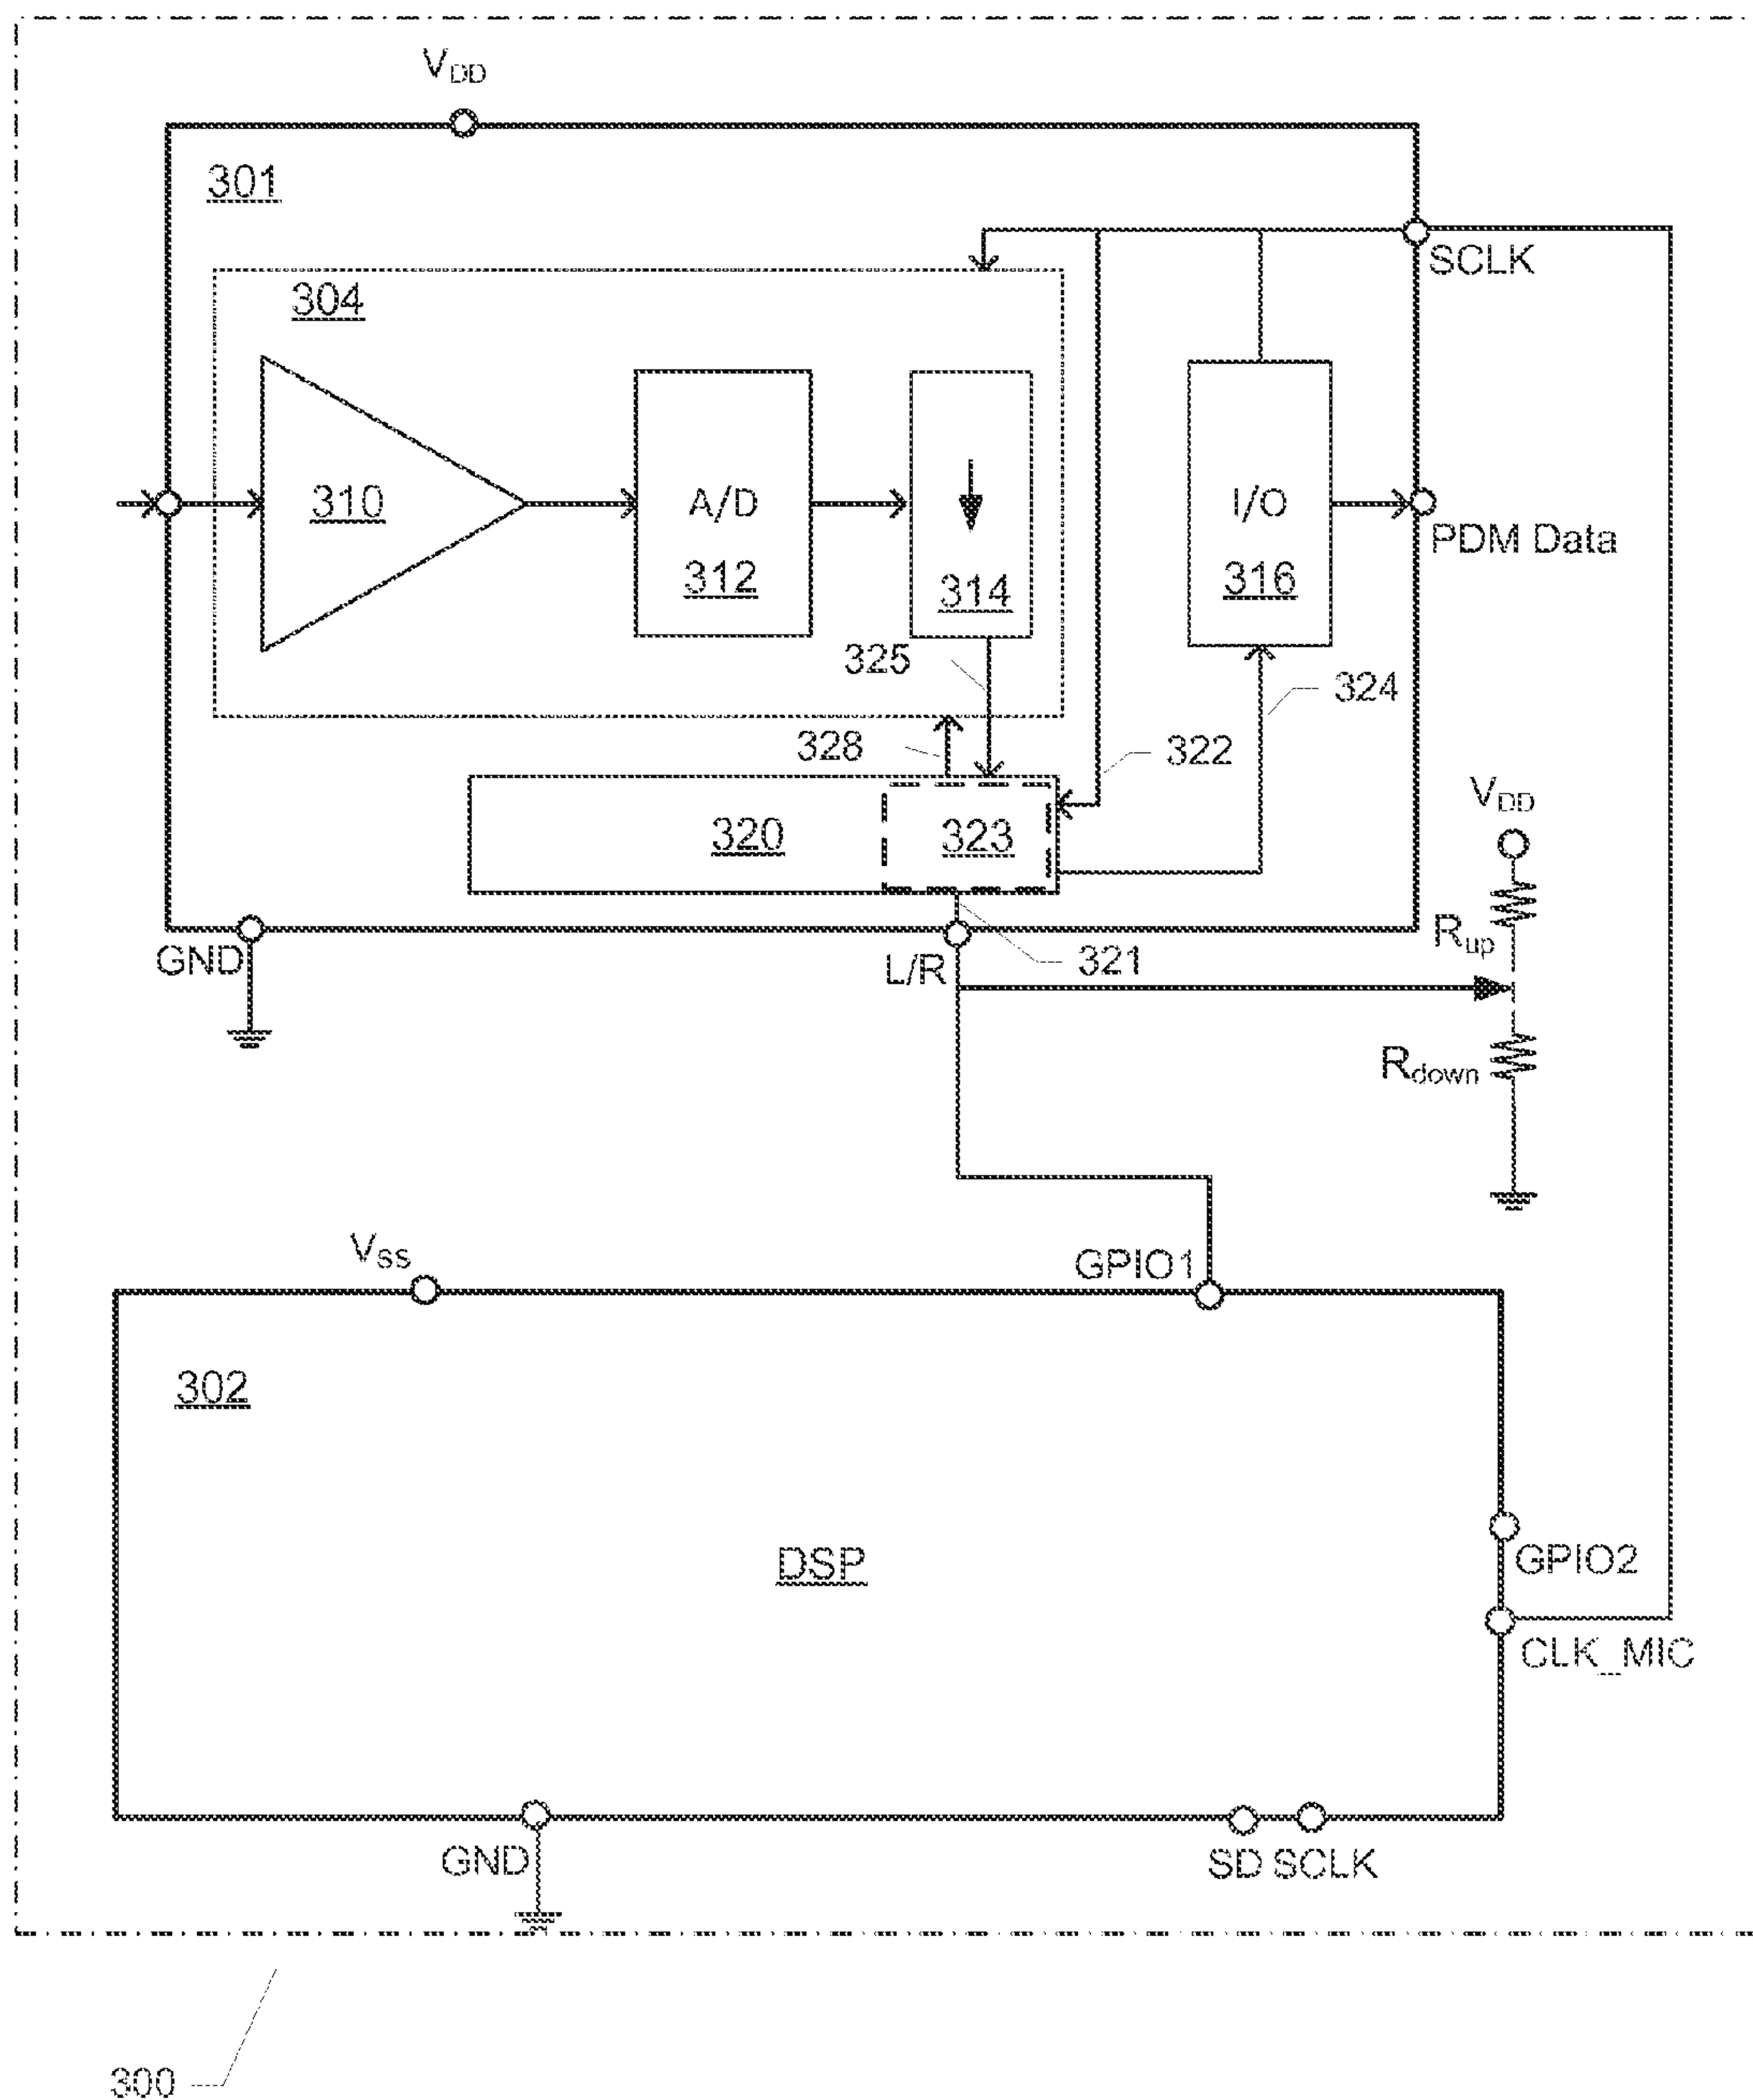 VDD
301
SCLK
304
310
A/D
312
314
I/O
316
PDM Data
325
324
328
322
VDD
320
323
Rup
GND
L/R
321
Rdown
VSS
GPIO1
302
DSP
GPIO2
CLK_MIC
GND
SD SCLK
300